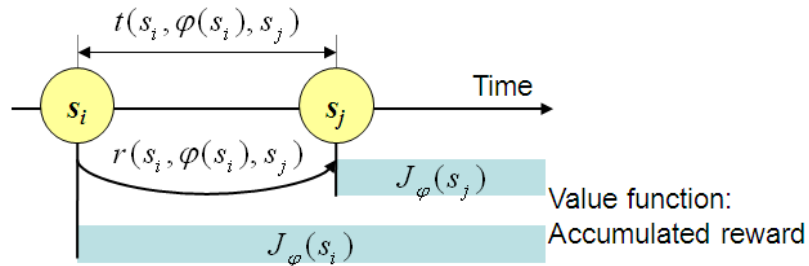 t(s_i, φ(s_i), s_j)
s_i
s_j
Time
r(s_i, φ(s_i), s_j)
J_φ(s_j)
Value function:
Accumulated reward
J_φ(s_i)